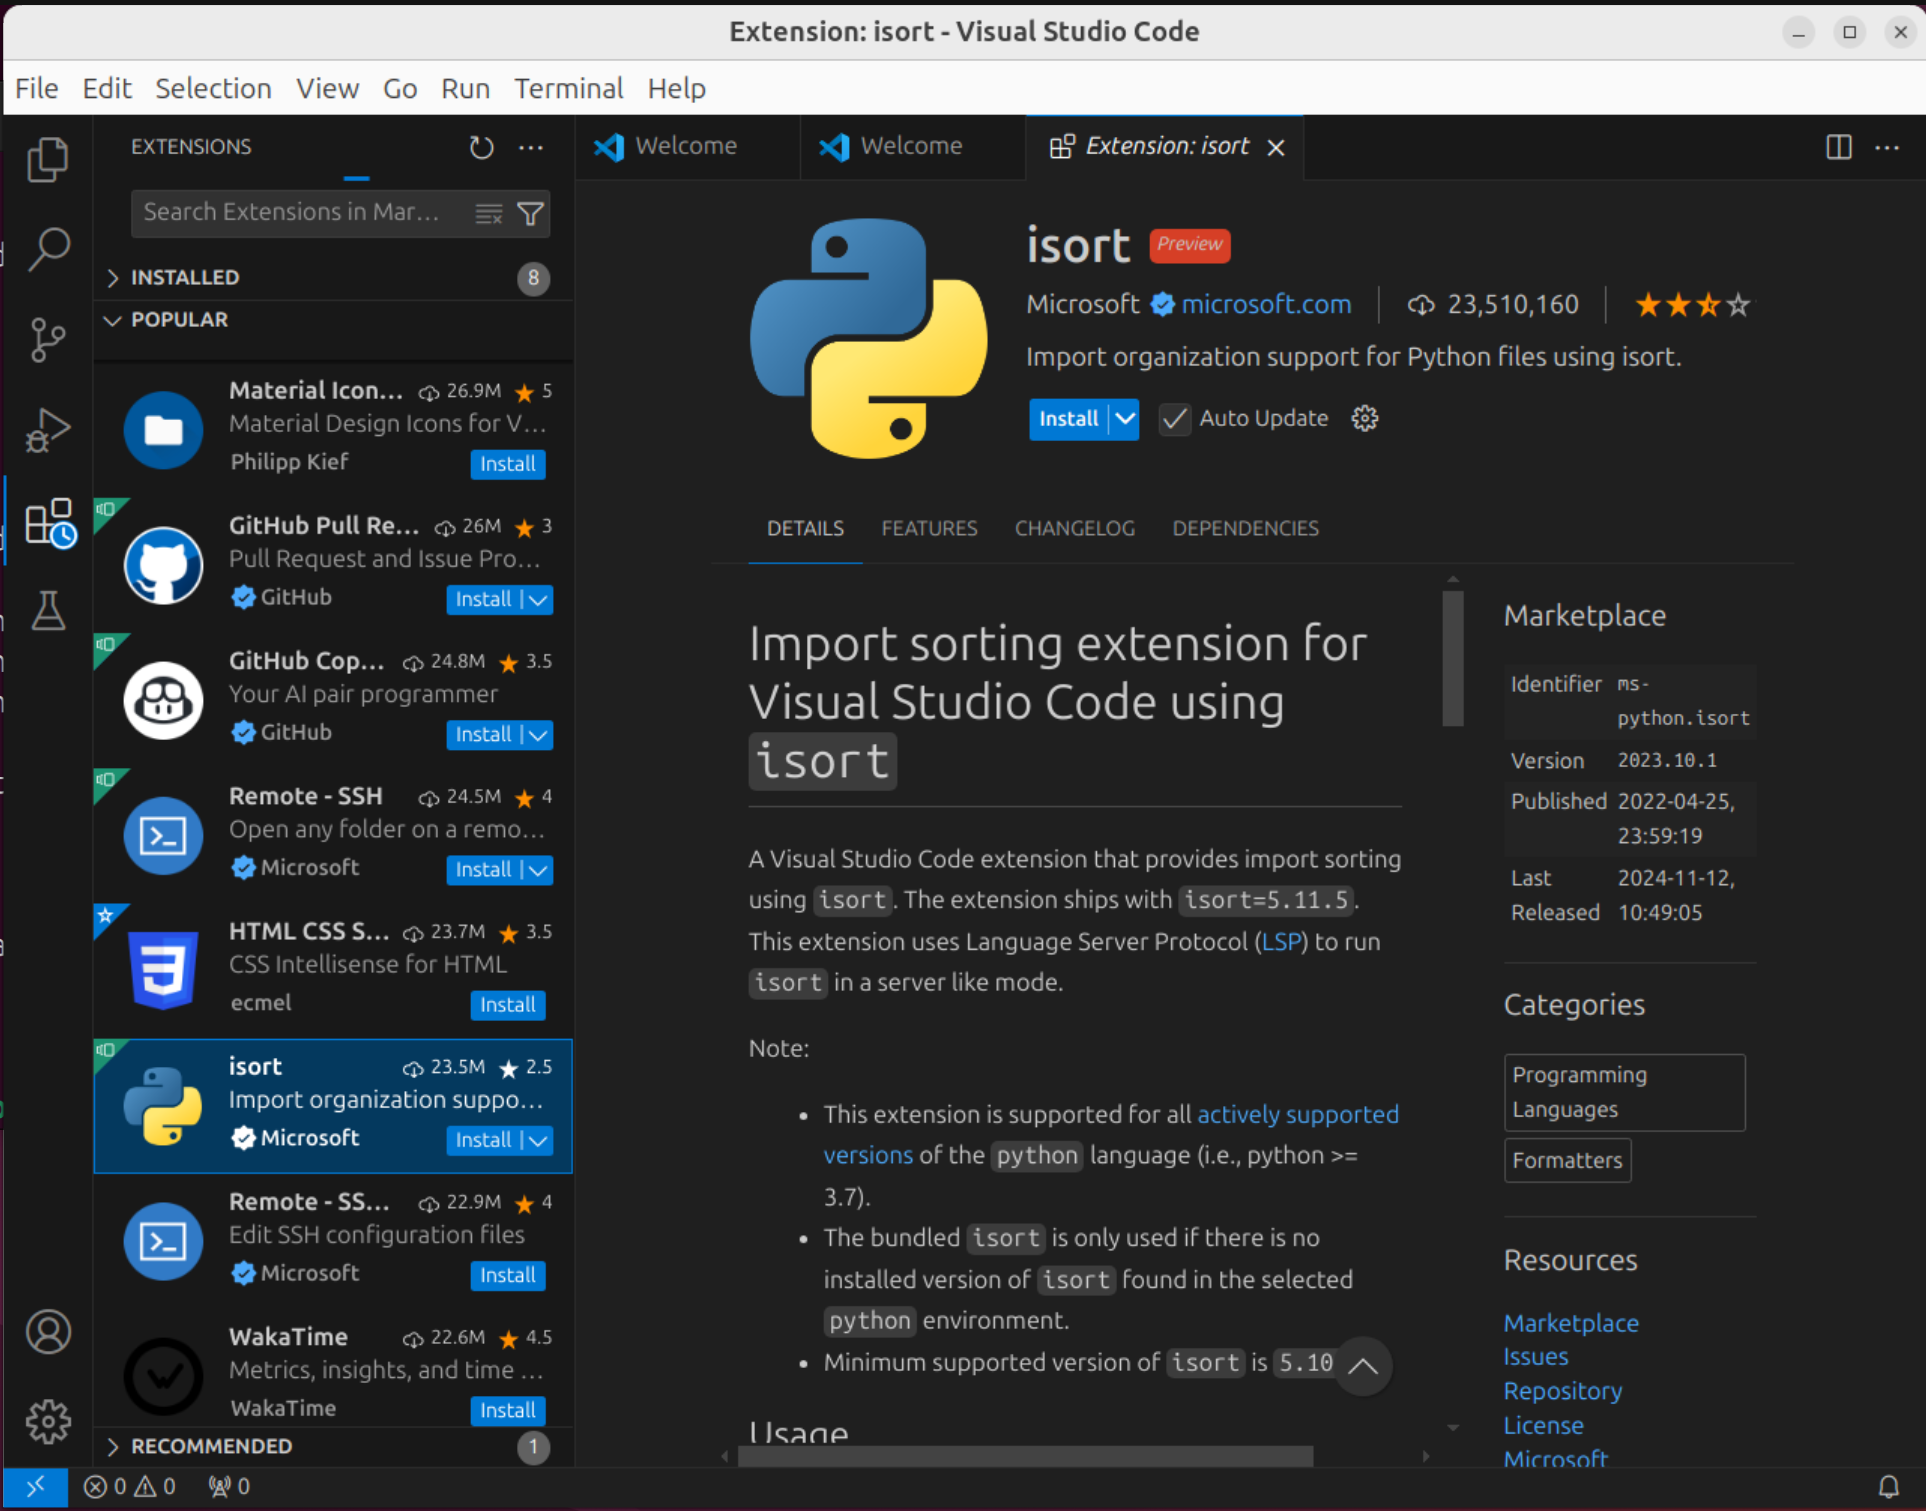 Extension: isort - Visual Studio Code
File Edit Selection View Go Run Terminal Help
EXTENSIONS
Search Extensions in Mar...
INSTALLED 8
POPULAR
Material Icon... 26.9M 5
Material Design Icons for V...
Philipp Kief Install
GitHub Pull Re... 26M 3
Pull Request and Issue Pro...
GitHub Install
GitHub Cop... 24.8M 3.5
Your AI pair programmer
GitHub Install
Remote - SSH 24.5M 4
Open any folder on a remo...
Microsoft Install
HTML CSS S... 23.7M 3.5
CSS Intellisense for HTML
ecmel Install
isort 23.5M 2.5
Import organization suppo...
Microsoft Install
Remote - SS... 22.9M 4
Edit SSH configuration files
Microsoft Install
WakaTime 22.6M 4.5
Metrics, insights, and time ...
WakaTime Install
RECOMMENDED 1
Welcome Welcome Extension: isort
isort Preview
Microsoft microsoft.com 23,510,160
Import organization support for Python files using isort.
Install Auto Update
DETAILS FEATURES CHANGELOG DEPENDENCIES
Import sorting extension for
Visual Studio Code using
isort
A Visual Studio Code extension that provides import sorting
using isort. The extension ships with isort=5.11.5.
This extension uses Language Server Protocol (LSP) to run
isort in a server like mode.
Note:
• This extension is supported for all actively supported
versions of the python language (i.e., python >=
3.7).
• The bundled isort is only used if there is no
installed version of isort found in the selected
python environment.
• Minimum supported version of isort is 5.10
Usage
Marketplace
Identifier ms-
python.isort
Version 2023.10.1
Published 2022-04-25,
23:59:19
Last 2024-11-12,
Released 10:49:05
Categories
Programming
Languages
Formatters
Resources
Marketplace
Issues
Repository
License
Microsoft
0 0 0